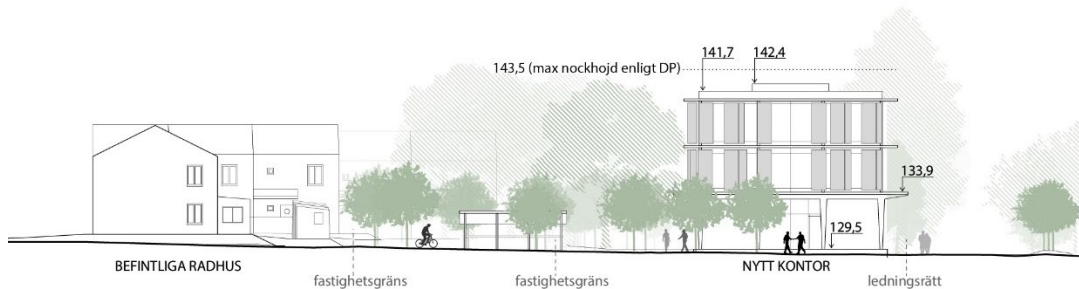 141,7
142,4
143,5 (max nockhojd enligt DP)
133,9
129,5
BEFINTLIGA RADHUS
NYTT KONTOR
fastighetsgräns
fastighetsgräns
ledningsrätt